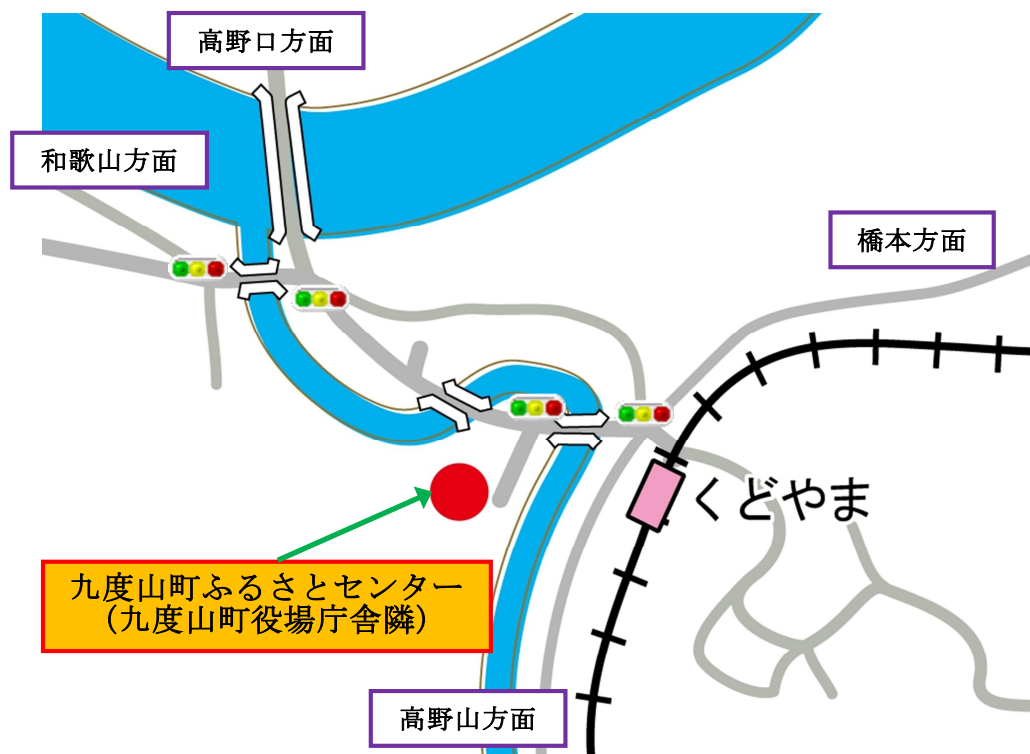 高野口方面
和歌山方面
橋本方面
くどやま
九度山町ふるさとセンター
（九度山町役場庁舎隣）
高野山方面